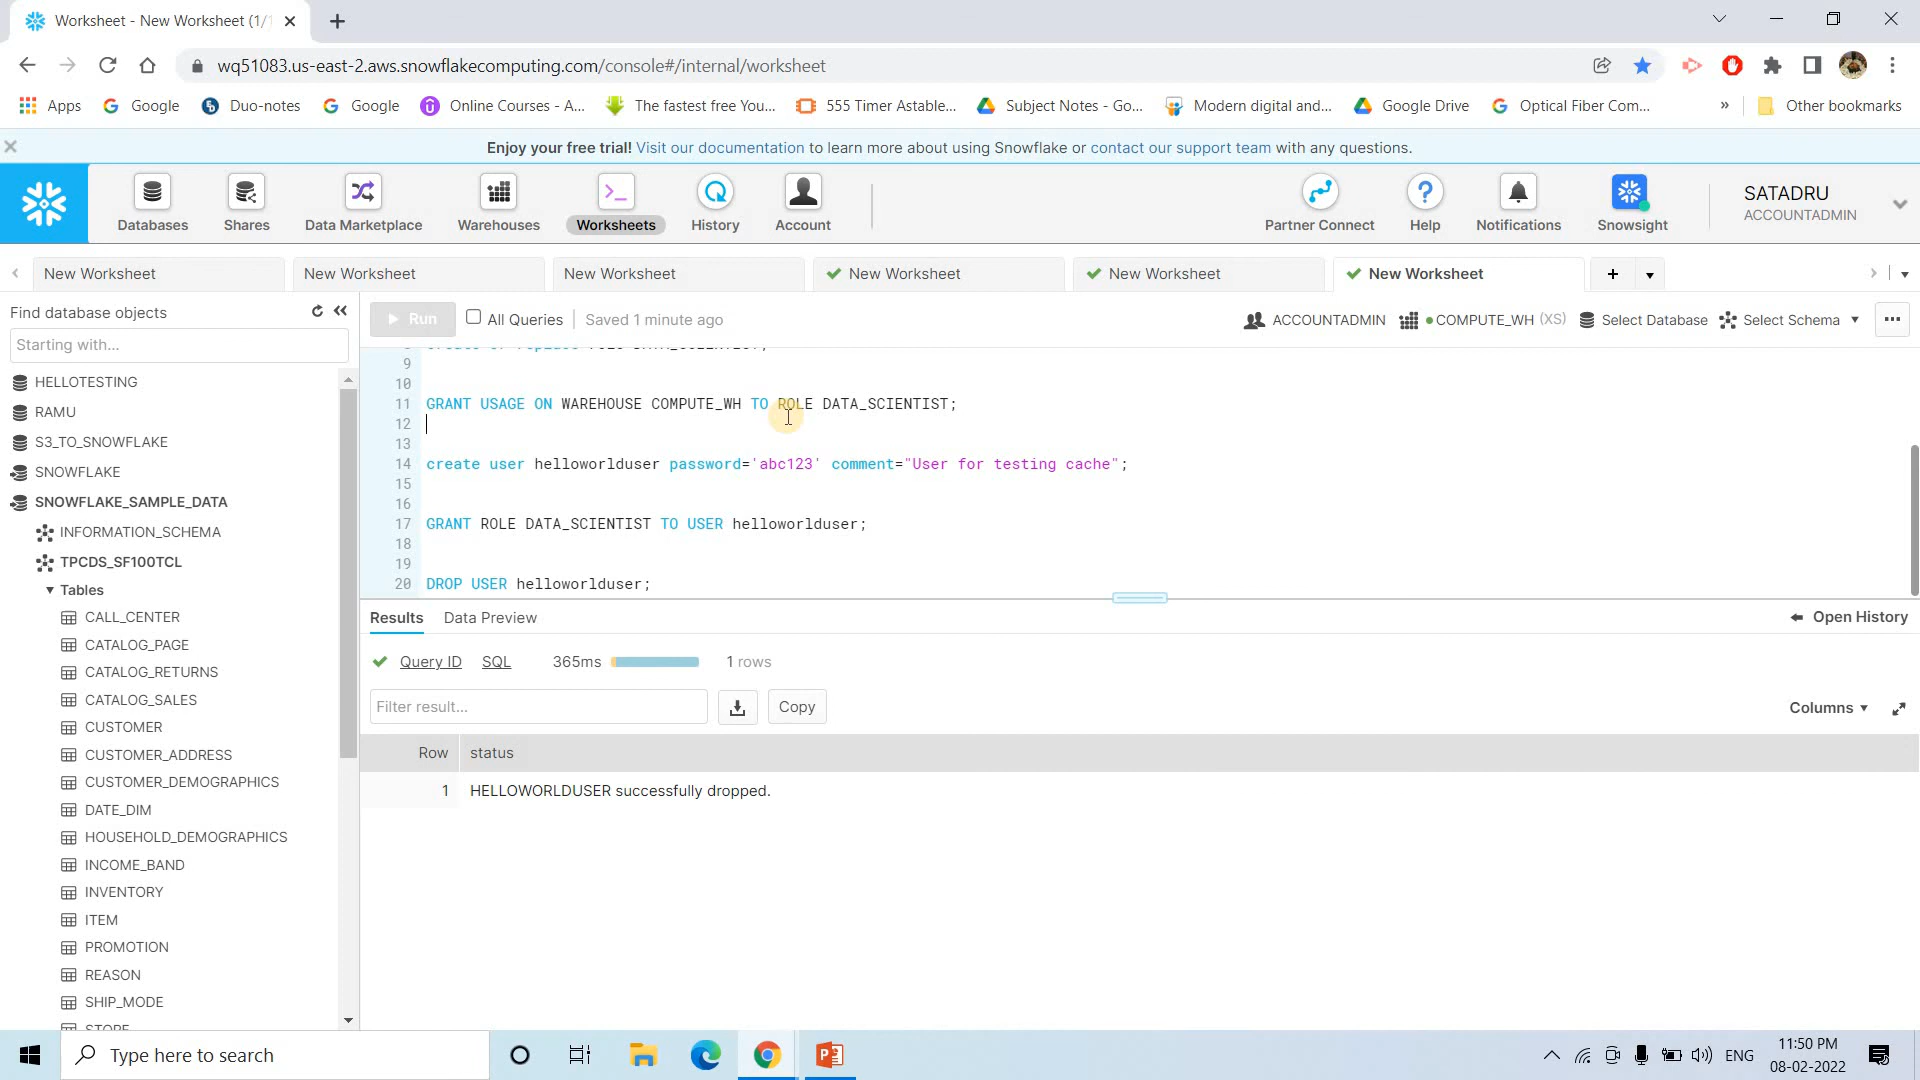 Worksheet - New Worksheet (1/1
wq51083.us-east-2.aws.snowflakecomputing.com/console#/internal/worksheet
Apps
Google
Duo-notes
Google
Online Courses - A...
The fastest free You...
555 Timer Astable...
Subject Notes - Go...
Modern digital and...
Google Drive
Optical Fiber Com...
»
Other bookmarks
Enjoy your free trial! Visit our documentation to learn more about using Snowflake or contact our support team with any questions.
Databases
Shares
Data Marketplace
Warehouses
Worksheets
History
Account
Partner Connect
Help
Notifications
Snowsight
SATADRU
ACCOUNTADMIN
New Worksheet
New Worksheet
New Worksheet
New Worksheet
New Worksheet
New Worksheet
Find database objects
Starting with...
HELLOTESTING
RAMU
S3_TO_SNOWFLAKE
SNOWFLAKE
SNOWFLAKE_SAMPLE_DATA
INFORMATION_SCHEMA
TPCDS_SF100TCL
Tables
CALL_CENTER
CATALOG_PAGE
CATALOG_RETURNS
CATALOG_SALES
CUSTOMER
CUSTOMER_ADDRESS
CUSTOMER_DEMOGRAPHICS
DATE_DIM
HOUSEHOLD_DEMOGRAPHICS
INCOME_BAND
INVENTORY
ITEM
PROMOTION
REASON
SHIP_MODE
STORE
Run
All Queries
Saved 1 minute ago
ACCOUNTADMIN
COMPUTE_WH (XS)
Select Database
Select Schema
9
10
11 GRANT USAGE ON WAREHOUSE COMPUTE_WH TO ROLE DATA_SCIENTIST;
12
13
14 create user helloworlduser password='abc123' comment="User for testing cache";
15
16
17 GRANT ROLE DATA_SCIENTIST TO USER helloworlduser;
18
19
20 DROP USER helloworlduser;
Results
Data Preview
Open History
Query ID
SQL
365ms
1 rows
Filter result...
Copy
Columns
Row status
1 HELLOWORLDUSER successfully dropped.
Type here to search
ENG
11:50 PM
08-02-2022